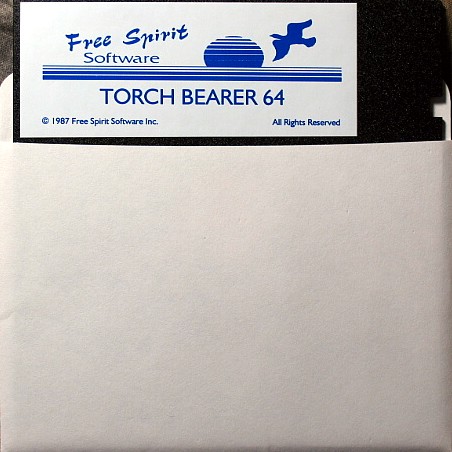 Free Spirit
Software
TORCH BEARER 64
© 1987 Free Spirit Software Inc. All Rights Reserved